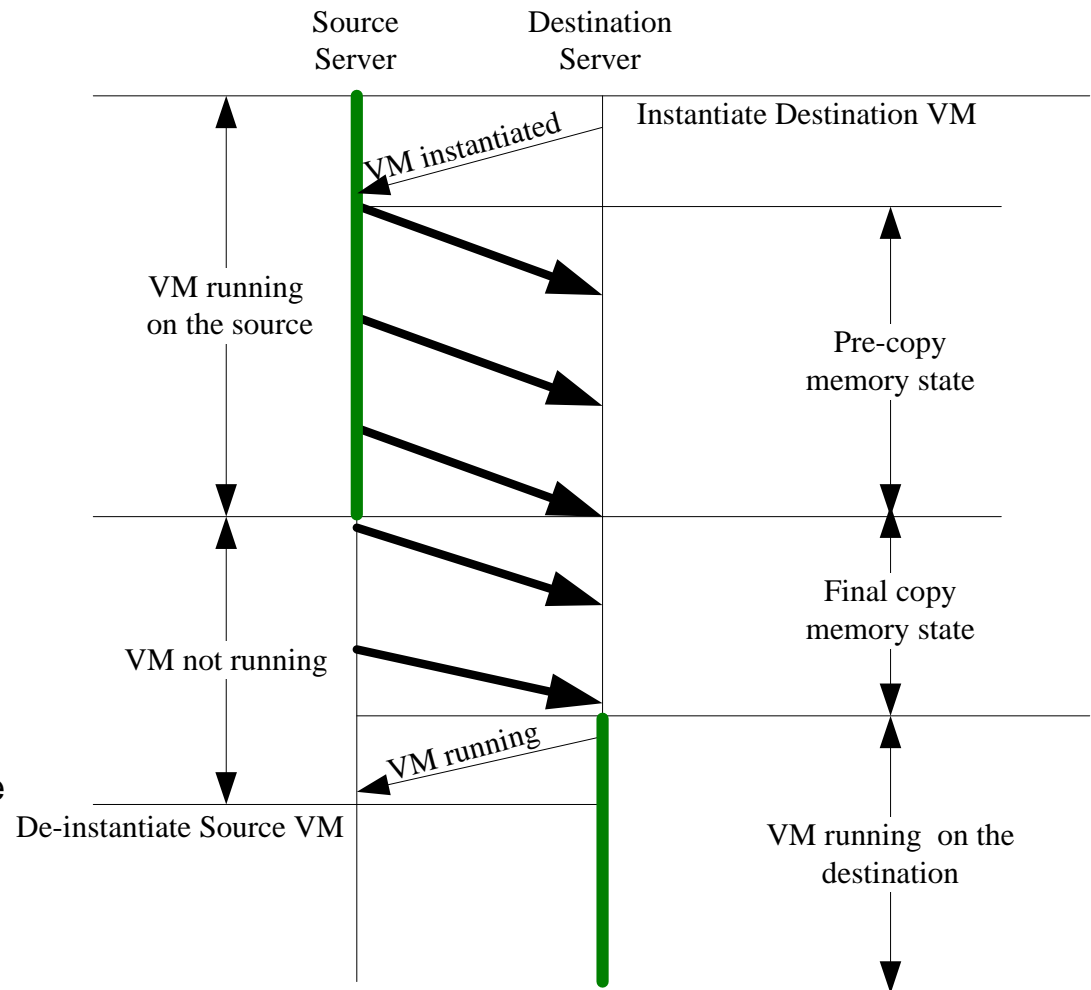 Source
Server
Destination
Server
Instantiate Destination VM
VM instantiated
VM running
on the source
Pre-copy
memory state
Final copy
memory state
VM not running
VM running
e
De-instantiate Source VM
VM running on the
destination